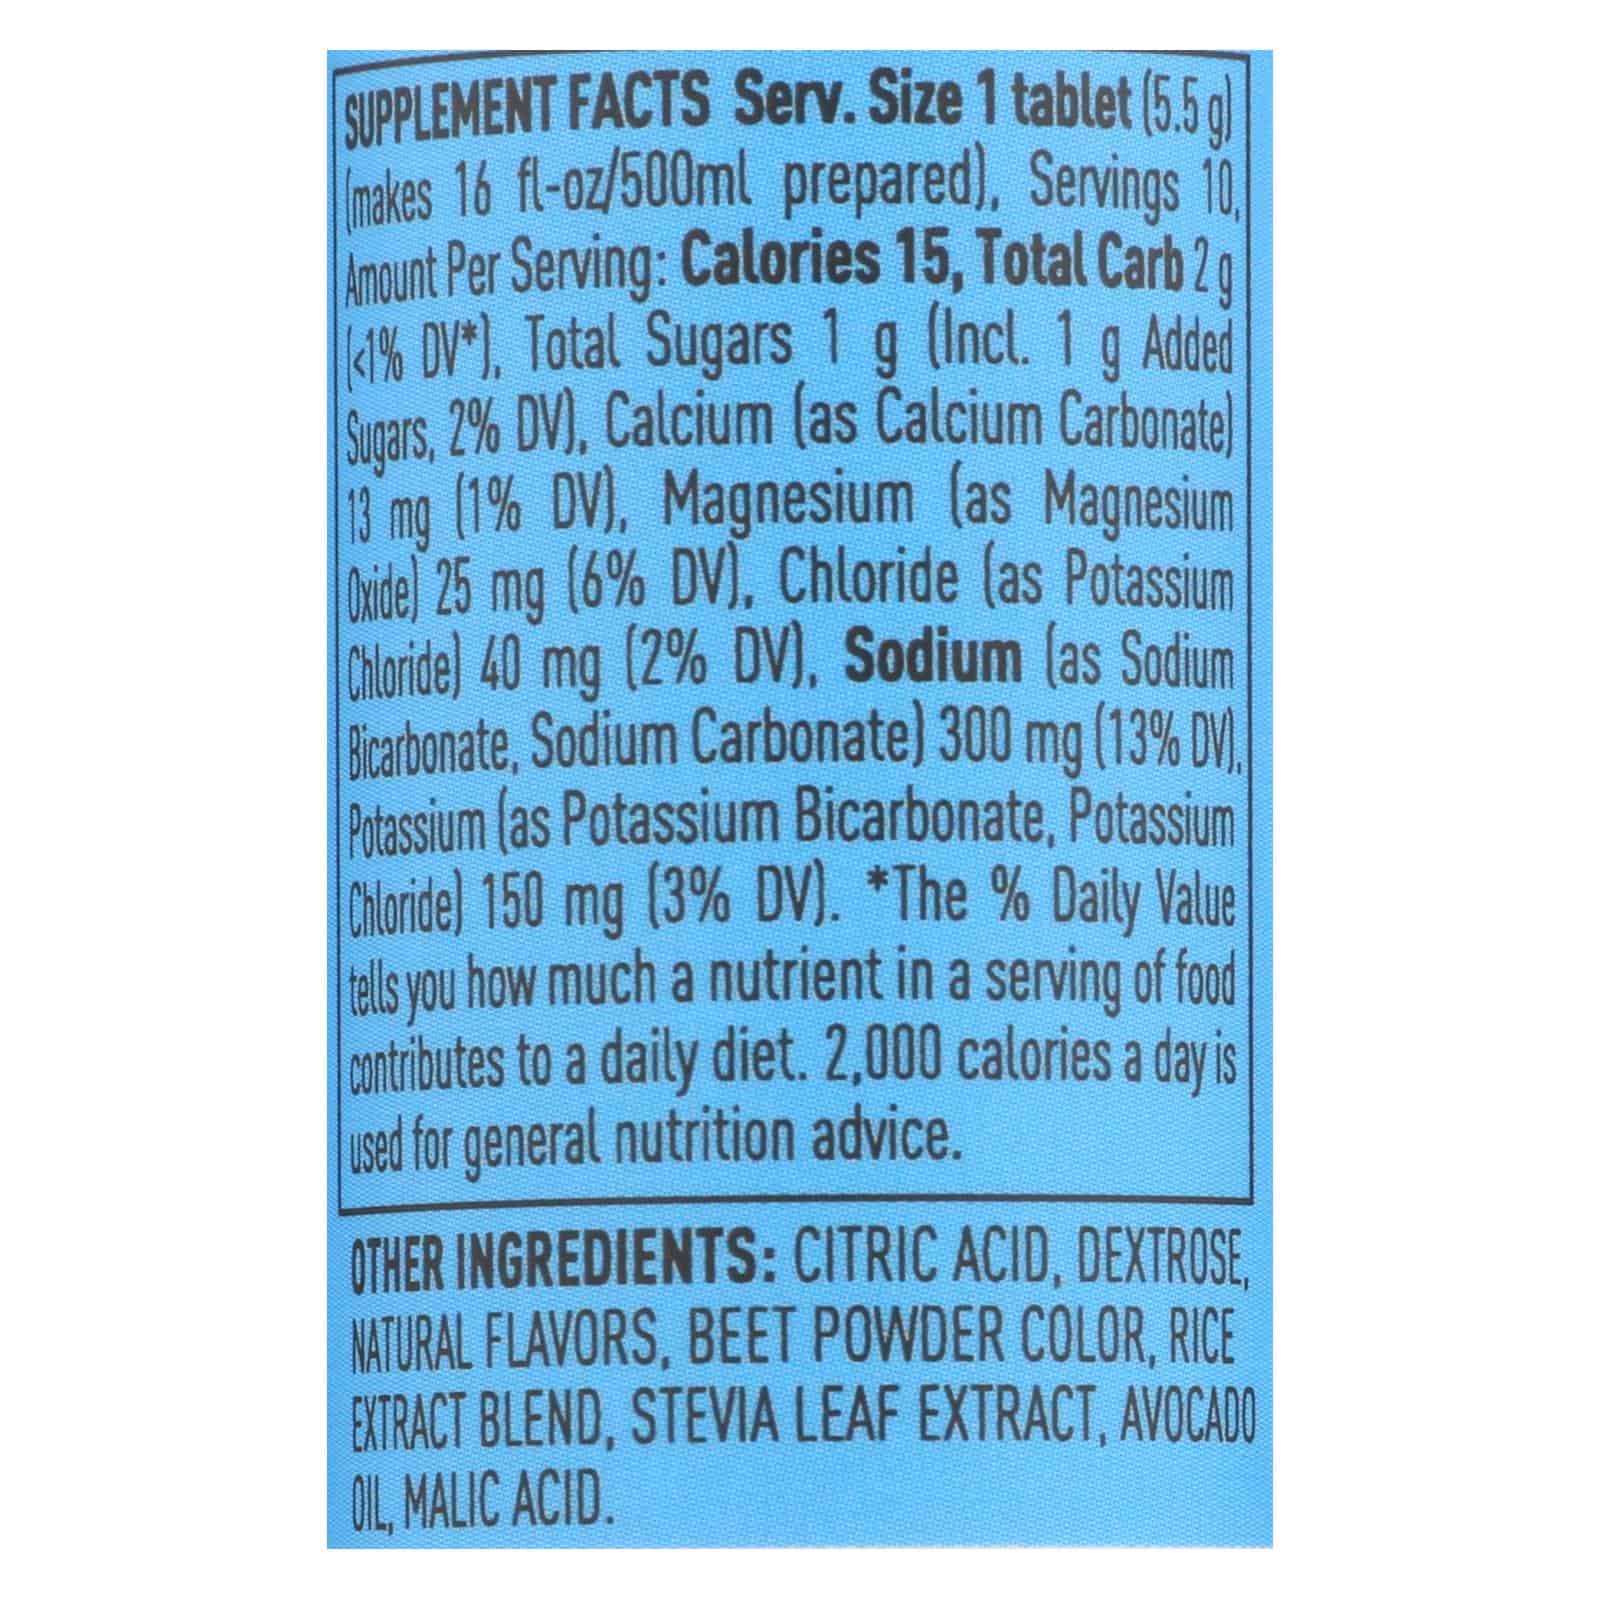 SUPPLEMENT FACTS Serv. Size 1 tablet (5.5 g)
(makes 16 fl-oz/500ml prepared), Servings 10,
Amount Per Serving: Calories 15, Total Carb 2 g
(<1% DV*), Total Sugars 1 g (Incl. 1 g Added
Sugars, 2% DV), Calcium (as Calcium Carbonate)
13 mg (1% DV), Magnesium (as Magnesium
Oxide) 25 mg (6% DV), Chloride (as Potassium
Chloride) 40 mg (2% DV), Sodium (as Sodium
Bicarbonate, Sodium Carbonate) 300 mg (13% DV),
Potassium (as Potassium Bicarbonate, Potassium
Chloride) 150 mg (3% DV). *The % Daily Value
tells you how much a nutrient in a serving of food
contributes to a daily diet. 2,000 calories a day is
used for general nutrition advice.
OTHER INGREDIENTS: CITRIC ACID, DEXTROSE,
NATURAL FLAVORS, BEET POWDER COLOR, RICE
EXTRACT BLEND, STEVIA LEAF EXTRACT, AVOCADO
OIL, MALIC ACID.